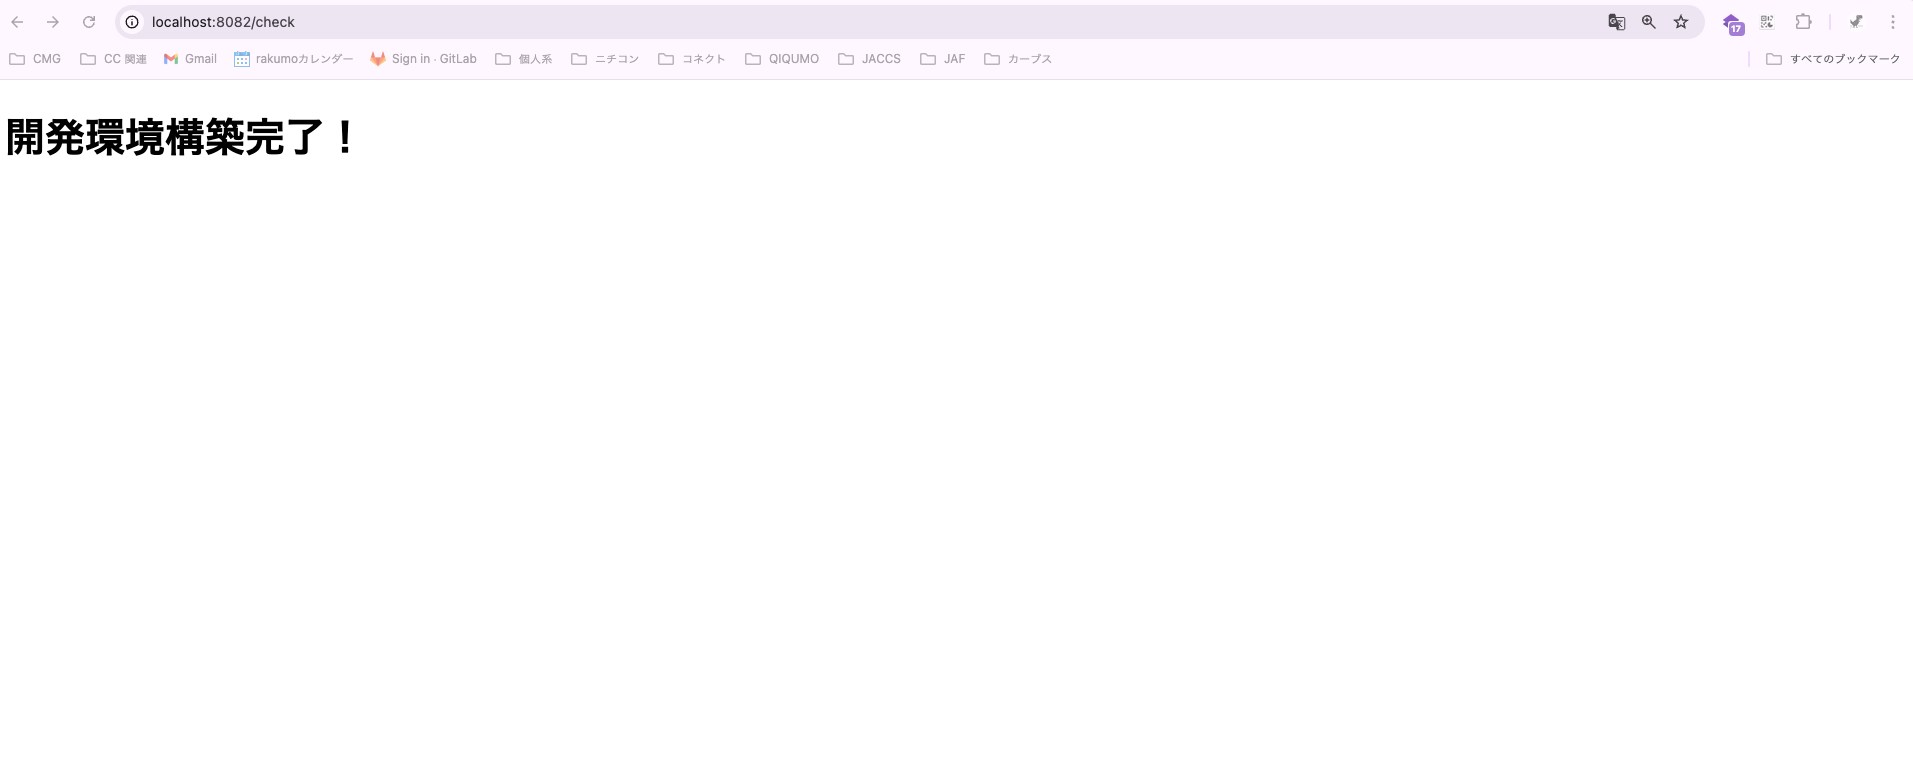 localhost:8082/check
17
CMG CC 関連 Gmail rakumoカレンダー Sign in · GitLab 個人系 ニチコン コネクト QIQUMO JACCS JAF カーブス すべてのブックマーク
開発環境構築完了！